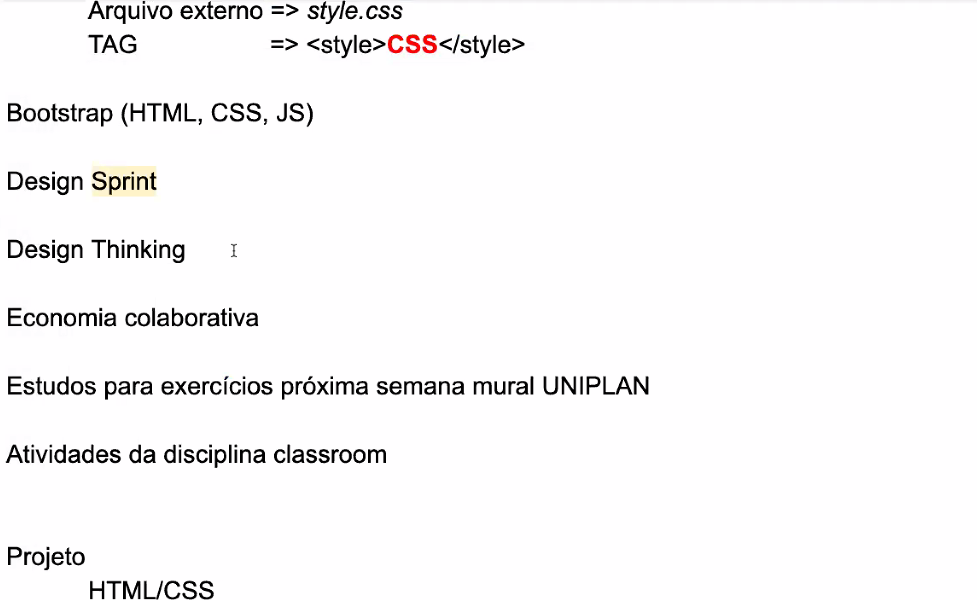 Arquivo externo => style.css
TAG => <style>CSS</style>
Bootstrap (HTML, CSS, JS)
Design Sprint
Design Thinking
Economia colaborativa
Estudos para exercícios próxima semana mural UNIPLAN
Atividades da disciplina classroom
Projeto
HTML/CSS